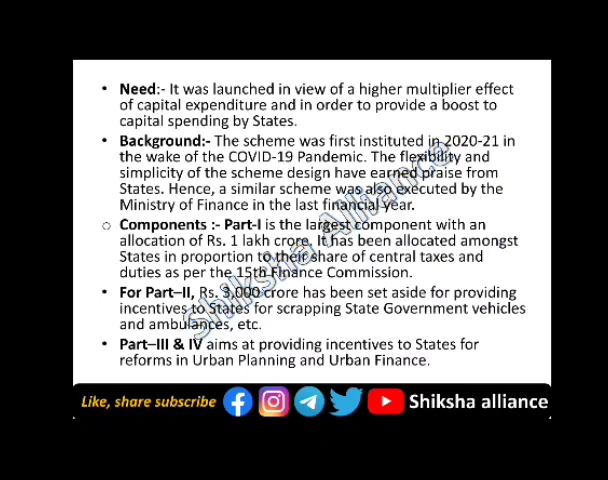 • Need:- It was launched in view of a higher multiplier effect
of capital expenditure and in order to provide a boost to
capital spending by States.
• Background:- The scheme was first instituted in 2020-21 in
the wake of the COVID-19 Pandemic. The flexibility and
simplicity of the scheme design have earned praise from
States. Hence, a similar scheme was also executed by the
Ministry of Finance in the last financial year.
o Components :- Part-I is the largest component with an
allocation of Rs. 1 lakh crore. It has been allocated amongst
States in proportion to their share of central taxes and
duties as per the 15th Finance Commission.
• For Part–II, Rs. 3,000 crore has been set aside for providing
incentives to States for scrapping State Government vehicles
and ambulances, etc.
• Part–III & IV aims at providing incentives to States for
reforms in Urban Planning and Urban Finance.
Shiksha Alliance
Like, share subscribe Shiksha alliance